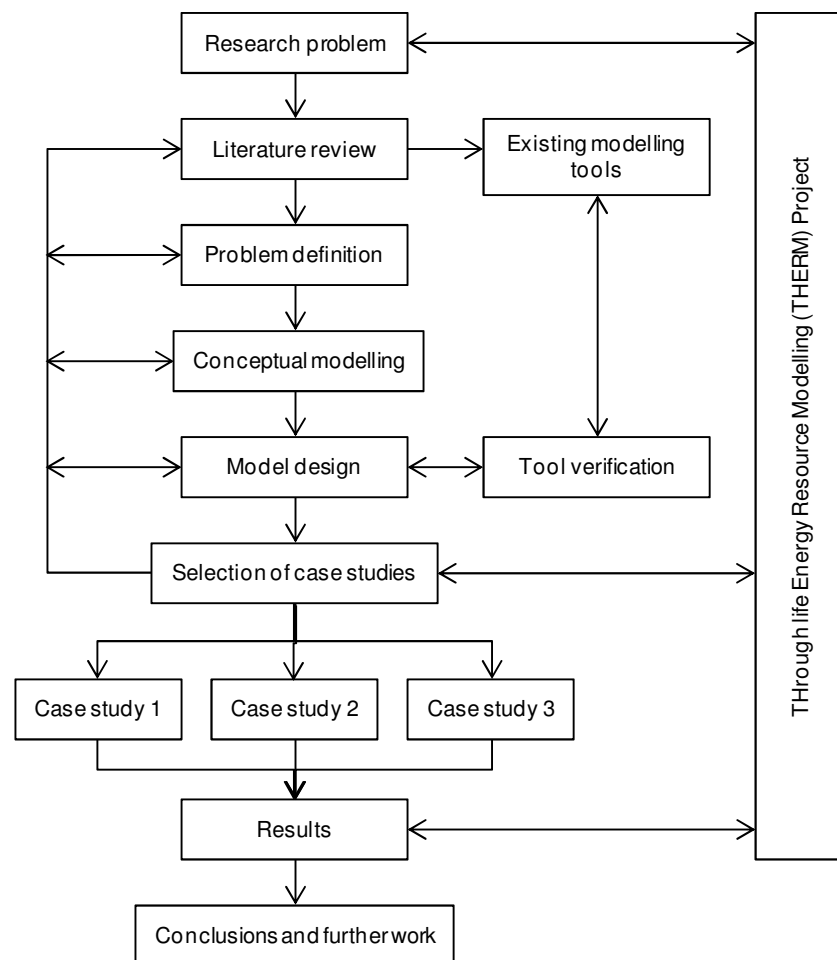 Research problem
Literature review
Existing modelling
tools
Problem definition
Conceptual modelling
Model design
Tool verification
Selection of case studies
Case study 1
Case study 2
Case study 3
Results
Conclusions and further work
THrough life Energy Resource Modelling (THERM) Project